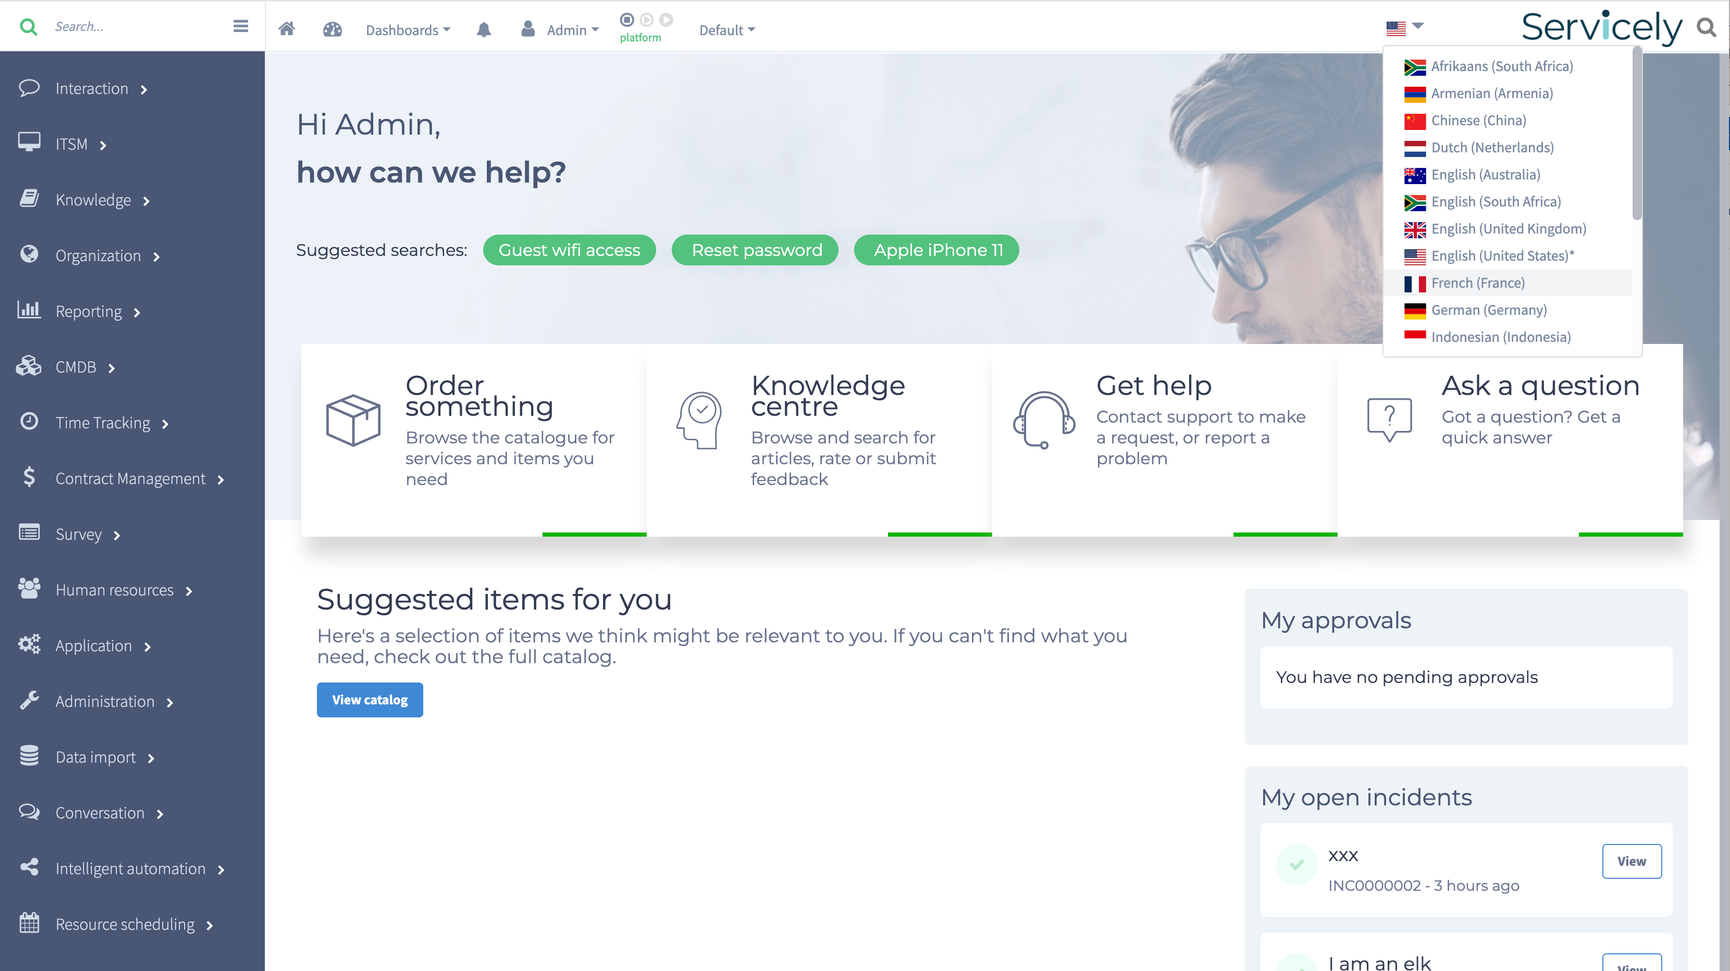 Search...
Dashboards
Admin
platform
Default
Servicely
Interaction
ITSM
Knowledge
Organization
Reporting
CMDB
Time Tracking
Contract Management
Survey
Human resources
Application
Administration
Data import
Conversation
Intelligent automation
Resource scheduling
Afrikaans (South Africa)
Armenian (Armenia)
Chinese (China)
Dutch (Netherlands)
English (Australia)
English (South Africa)
English (United Kingdom)
English (United States)*
French (France)
German (Germany)
Indonesian (Indonesia)
Hi Admin,
how can we help?
Suggested searches:
Guest wifi access
Reset password
Apple iPhone 11
Order
something
Browse the catalogue for
services and items you
need
Knowledge
centre
Browse and search for
articles, rate or submit
feedback
Get help
Contact support to make
a request, or report a
problem
Ask a question
Got a question? Get a
quick answer
Suggested items for you
Here's a selection of items we think might be relevant to you. If you can't find what you
need, check out the full catalog.
View catalog
My approvals
You have no pending approvals
My open incidents
xxx
INC0000002 - 3 hours ago
View
I am an elk
View